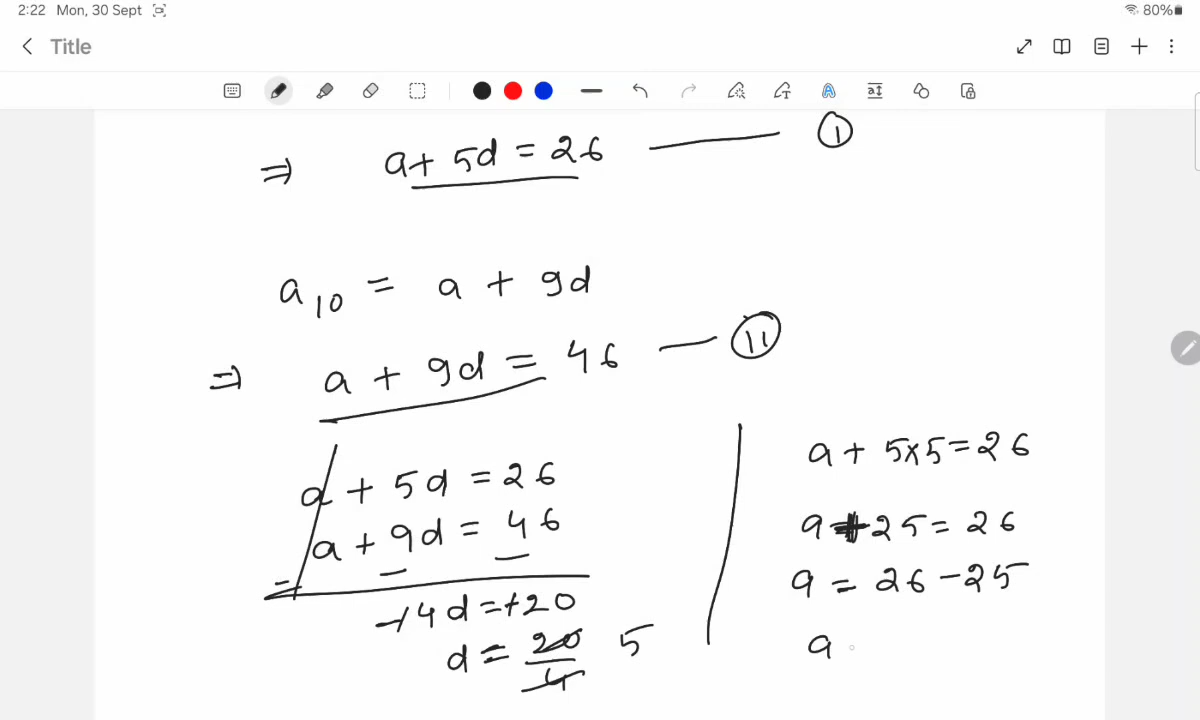 2:22 Mon, 30 Sept 80%
Title
⇒ a + 5d = 26 —— ①
a₁₀ = a + 9d
⇒ a + 9d = 46 — ⑪
a + 5d = 26
a + 9d = 46
-4d = +20
d = 20/4 5
a + 5×5 = 26
a + 25 = 26
a = 26 - 25
a